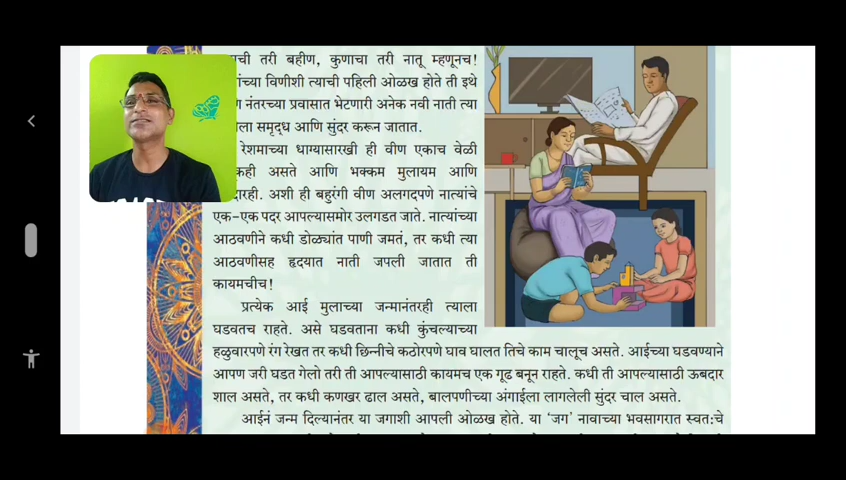 तरी बहीण, कुणाचा तरी नातू म्हणूनच!
विणीशी त्याची पहिली ओळख होते ती इथे
नंतरच्या प्रवासात भेटणारी अनेक नवी नाती त्या
समृद्ध आणि सुंदर करून जातात.
रेशमाच्या धाग्यासारखी ही वीण एकाच वेळी
असते आणि भक्कम मुलायम आणि
अशी ही बहुरंगी वीण अलगदपणे नात्यांचे
एक-एक पदर आपल्यासमोर उलगडत जाते. नात्यांच्या
आठवणीने कधी डोळ्यांत पाणी जमतं, तर कधी त्या
आठवणीसह हृदयात नाती जपली जातात ती
कायमचीच!
प्रत्येक आई मुलाच्या जन्मानंतरही त्याला
घडवतच राहते. असे घडवताना कधी कुंचल्याच्या
हळुवारपणे रंग रेखत तर कधी छिन्नीचे कठोरपणे घाव घालत तिचे काम चालूच असते. आईच्या घडवण्याने
आपण जरी घडत गेलो तरी ती आपल्यासाठी कायमच एक गूढ बनून राहते. कधी ती आपल्यासाठी ऊबदार
शाल असते, तर कधी कणखर ढाल असते, बालपणीच्या अंगाईला लागलेली सुंदर चाल असते.
आईनं जन्म दिल्यानंतर या जगाशी आपली ओळख होते. या ‘जग’ नावाच्या भवसागरात स्वत:चे